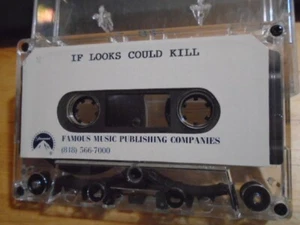 IF LOOKS COULD KILL
FAMOUS MUSIC PUBLISHING COMPANIES
(818) 566-7000